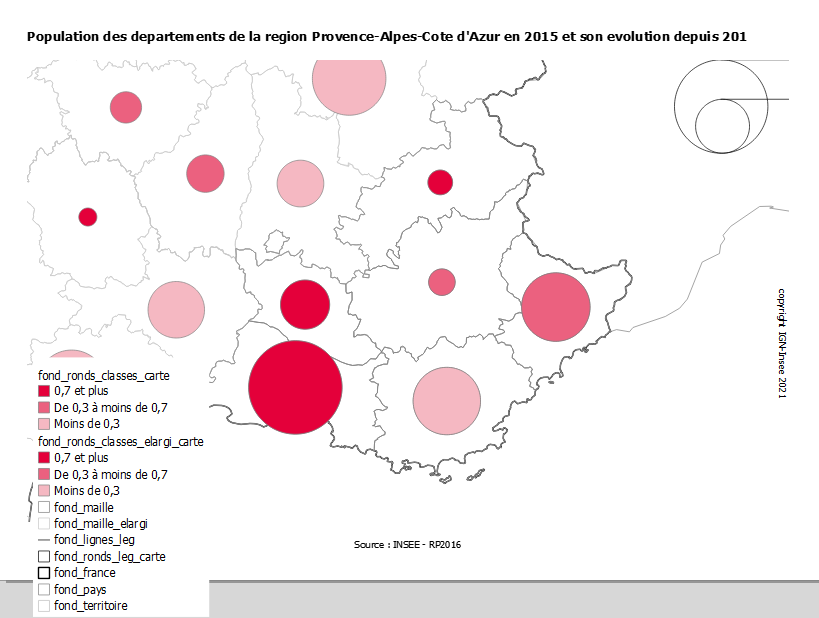 Population des departements de la region Provence-Alpes-Cote d'Azur en 2015 et son evolution depuis 201
copyright IGN-Insee 2021
fond_ronds_classes_carte
0,7 et plus
De 0,3 à moins de 0,7
Moins de 0,3
fond_ronds_classes_elargi_carte
0,7 et plus
De 0,3 à moins de 0,7
Moins de 0,3
fond_maille
fond_maille_elargi
fond_lignes_leg
fond_ronds_leg_carte
fond_france
fond_pays
fond_territoire
Source : INSEE - RP2016